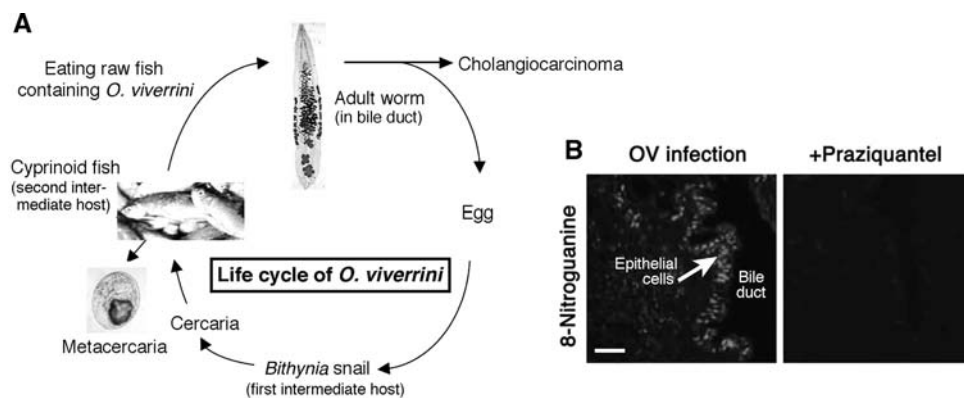 A
Eating raw fish
containing O. viverrini
Cholangiocarcinoma
Adult worm
(in bile duct)
Cyprinoid fish
(second inter-
mediate host)
Egg
Life cycle of O. viverrini
Cercaria
Metacercaria
Bithynia snail
(first intermediate host)
B
OV infection
+Praziquantel
8-Nitroguanine
Epithelial
cells
Bile
duct